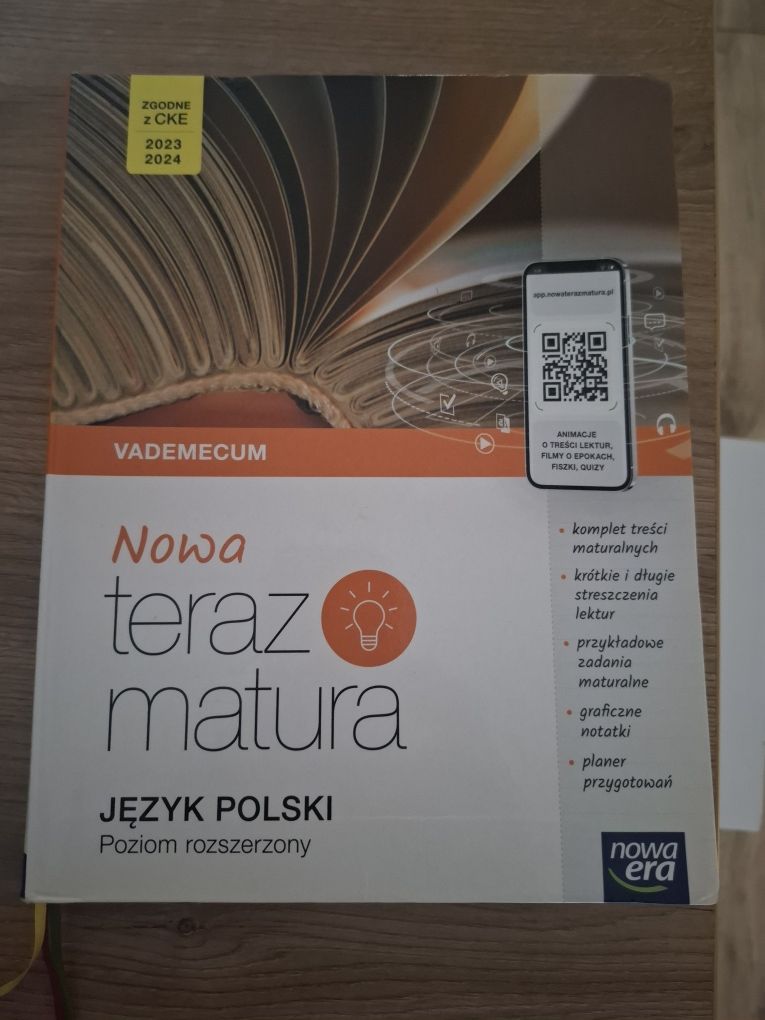 ZGODNE
z CKE
2023
2024
app.nowaterazmatura.pl
ANIMACJE
O TREŚCI LEKTUR,
FILMY O EPOKACH,
FISZKI, QUIZY
VADEMECUM
Nowa
teraz
matura
JĘZYK POLSKI
Poziom rozszerzony
• komplet treści
maturalnych
• krótkie i długie
streszczenia
lektur
• przykładowe
zadania
maturalne
• graficzne
notatki
• planer
przygotowań
nowa
era